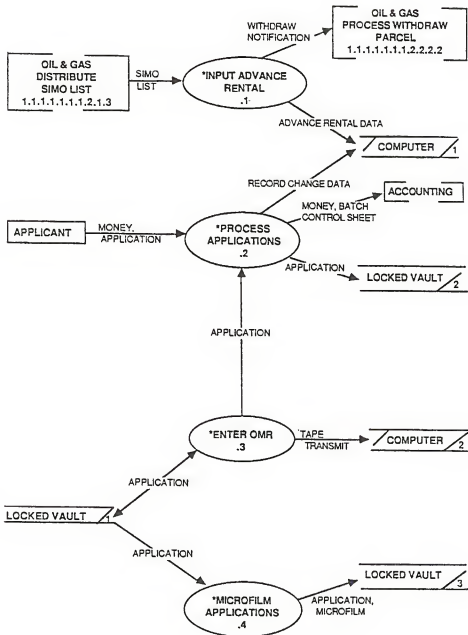 WITHDRAW
NOTIFICATION
OIL & GAS
PROCESS WITHDRAW
PARCEL
1.1.1.1.1.1.1,2.2.2.2
OIL & GAS
DISTRIBUTE
SIMO LIST
1.1.1.1.1.1.1.2.1.3
SIMO
LIST
*INPUT ADVANCE
RENTAL
.1
ADVANCE RENTAL DATA
COMPUTER 1
RECORD CHANGE DATA
ACCOUNTING
MONEY, BATCH
CONTROL SHEET
APPLICANT
MONEY,
APPLICATION
*PROCESS
APPLICATIONS
.2
APPLICATION
LOCKED VAULT 2
APPLICATION
*ENTER OMR
.3
TAPE
TRANSMIT
COMPUTER 2
APPLICATION
LOCKED VAULT 1
APPLICATION
*MICROFILM
APPLICATIONS
.4
LOCKED VAULT 3
APPLICATION,
MICROFILM